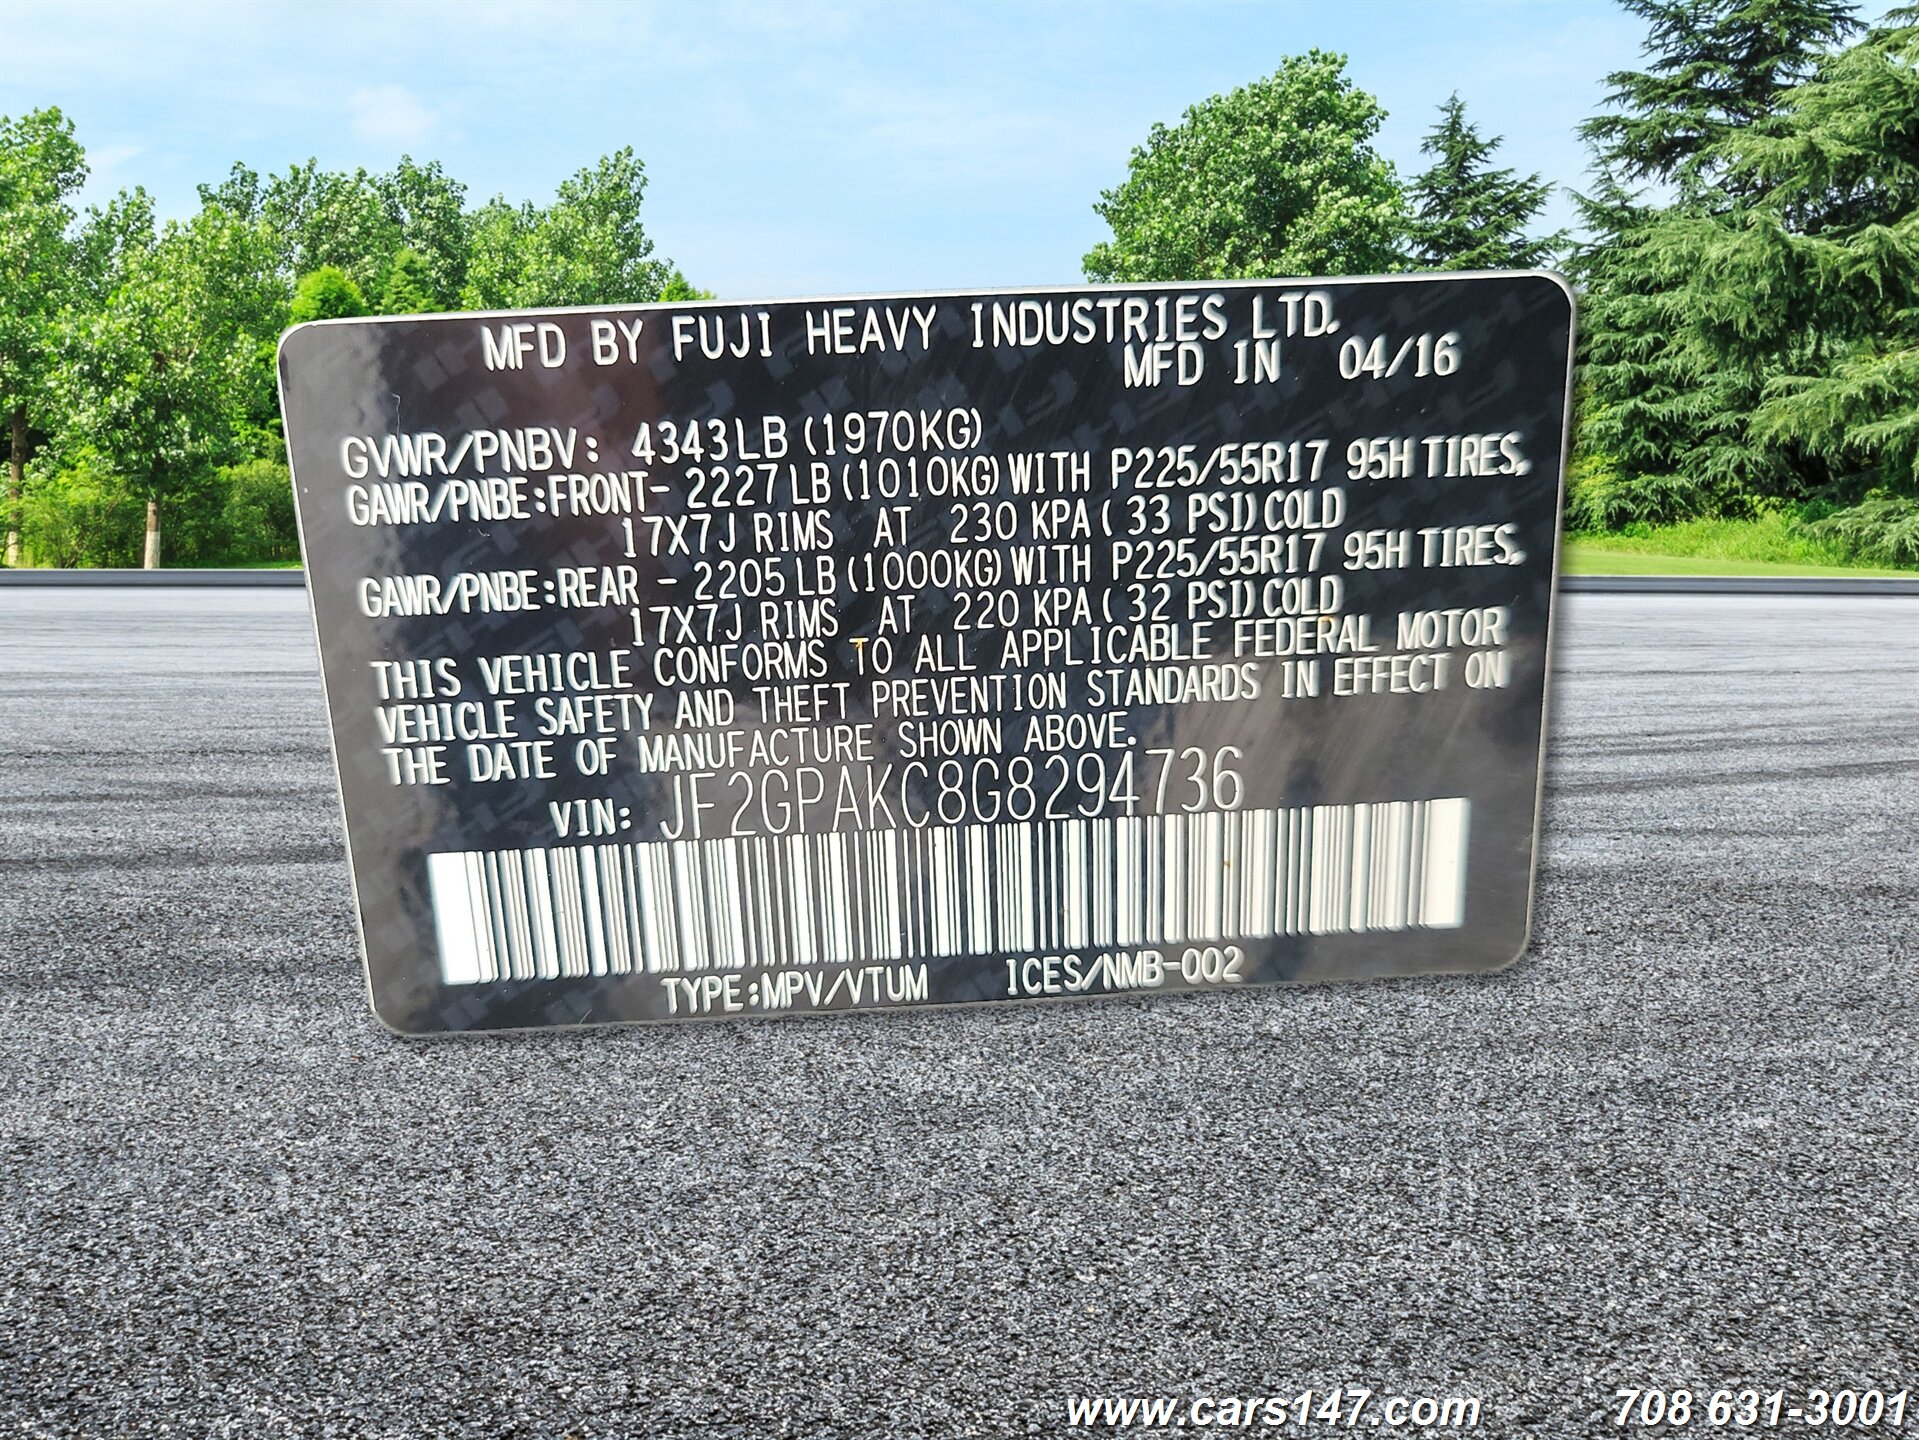 MFD BY FUJI HEAVY INDUSTRIES LTD.
MFD IN 04/16
GVWR/PNBV: 4343LB (1970KG)
GAWR/PNBE:FRONT- 2227LB (1010KG) WITH P225/55R17 95H TIRES,
17X7J RIMS AT 230 KPA ( 33 PSI) COLD
GAWR/PNBE:REAR - 2205LB (1000KG) WITH P225/55R17 95H TIRES,
17X7J RIMS AT 220 KPA ( 32 PSI) COLD
THIS VEHICLE CONFORMS TO ALL APPLICABLE FEDERAL MOTOR
VEHICLE SAFETY AND THEFT PREVENTION STANDARDS IN EFFECT ON
THE DATE OF MANUFACTURE SHOWN ABOVE.
VIN: JF2GPAKC8G8294736
TYPE:MPV/VTUM ICES/NMB-002
www.cars147.com 708 631-3001